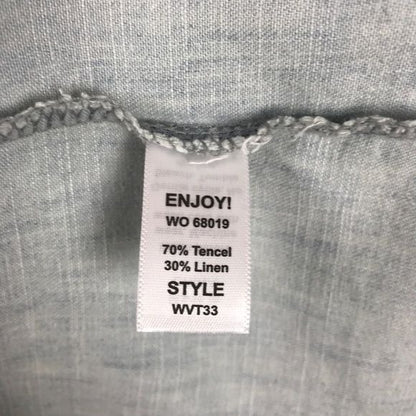 ENJOY!
WO 68019
70% Tencel
30% Linen
STYLE
WVT33